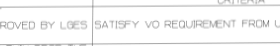 ROVED BY LGES SATISFY VO REQUIREMENT FROM